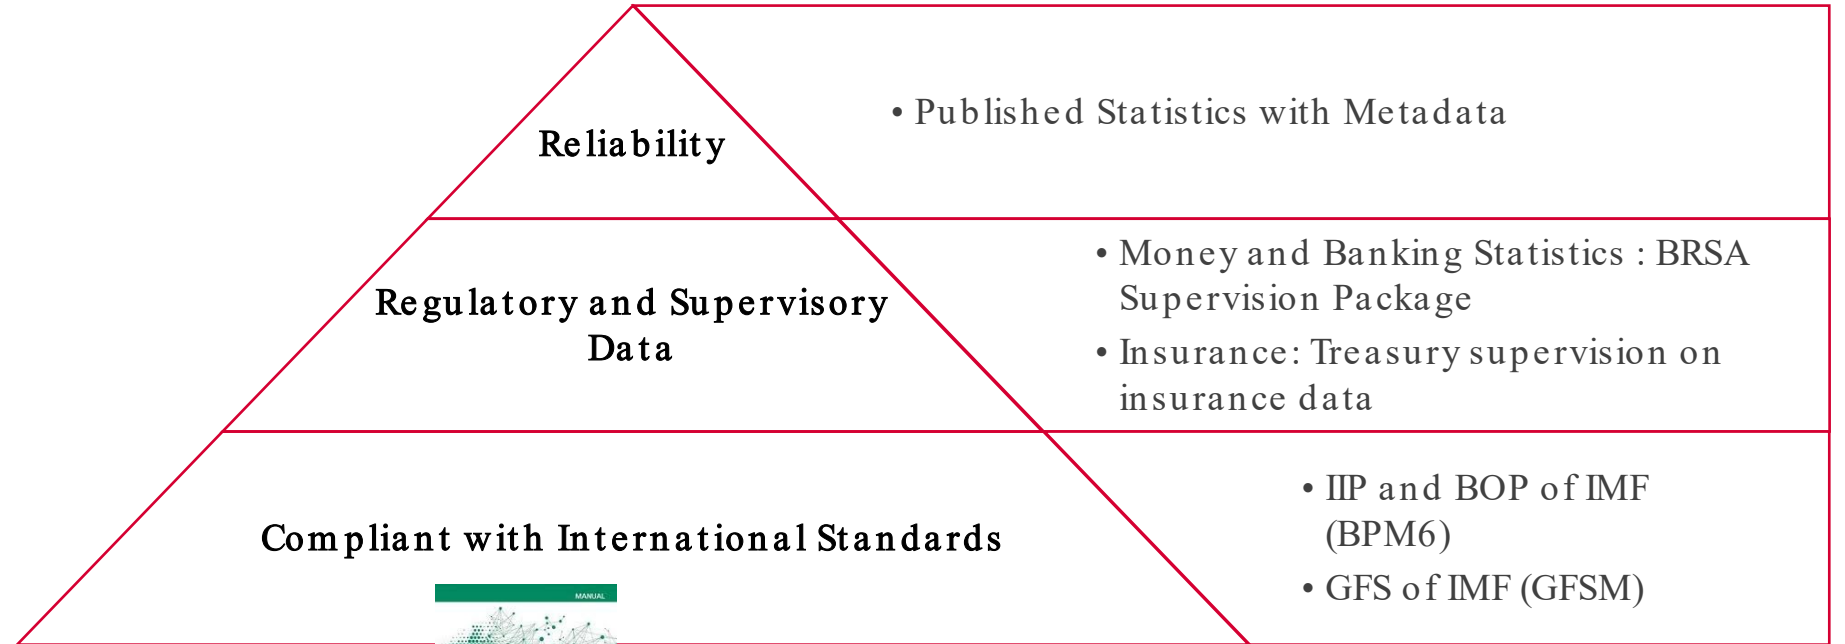 Reliability
• Published Statistics with Metadata
Regulatory and Supervisory
Data
• Money and Banking Statistics : BRSA
Supervision Package
• Insurance: Treasury supervision on
insurance data
Compliant with International Standards
• IIP and BOP of IMF
(BPM6)
• GFS of IMF (GFSM)
MANUAL